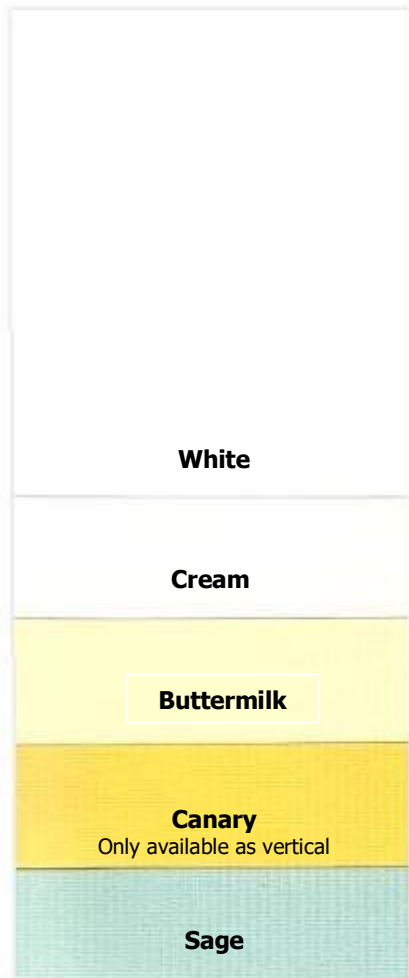 White
Cream
Buttermilk
Canary
Only available as vertical
Sage